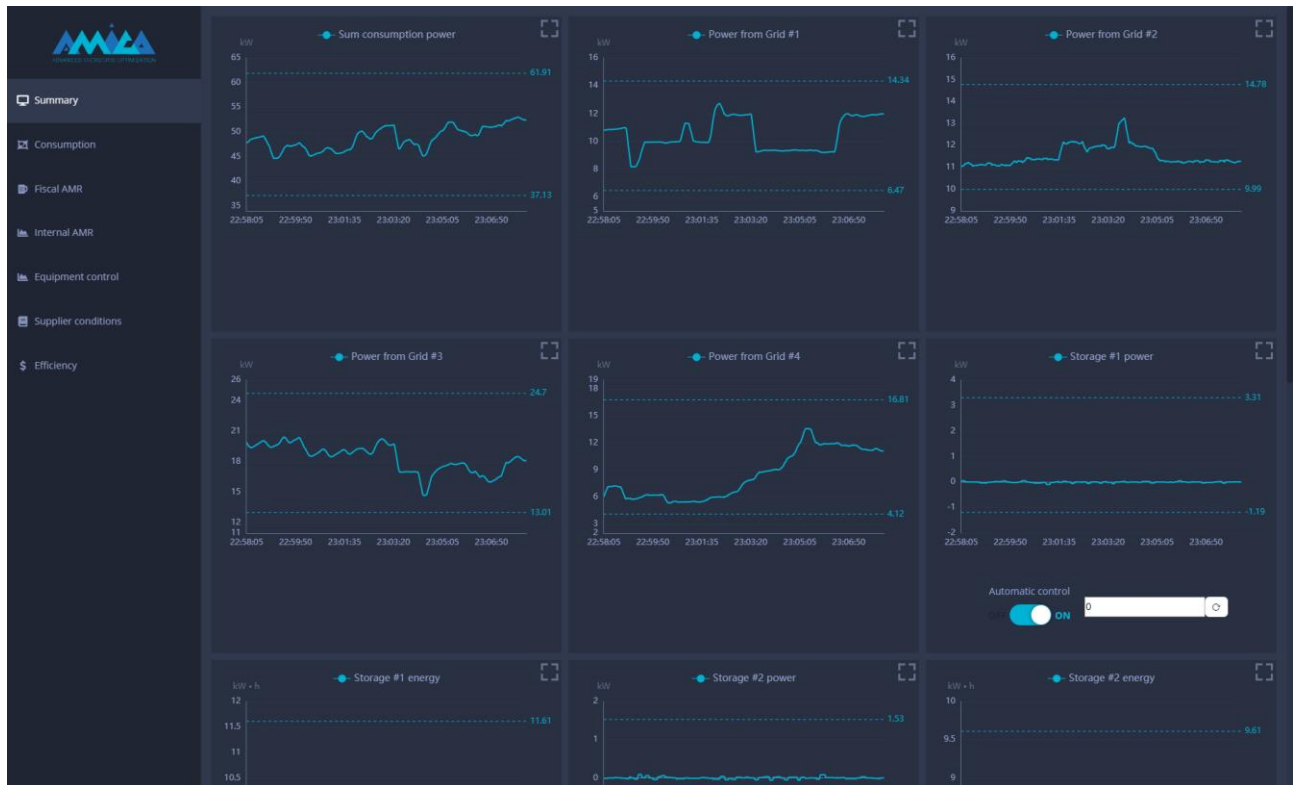 AMIGA
ADVANCED MICROGRID OPTIMIZATION
Summary
Consumption
Fiscal AMR
Internal AMR
Equipment control
Supplier conditions
$ Efficiency
Sum consumption power
kW
65
61.91
60
55
50
45
40
37.13
35
22:58:05 22:59:50 23:01:35 23:03:20 23:05:05 23:06:50
Power from Grid #1
kW
16
14.34
14
12
10
8
6.47
6
5
22:58:05 22:59:50 23:01:35 23:03:20 23:05:05 23:06:50
Power from Grid #2
kW
16
15
14.78
14
13
12
11
10
9.99
9
22:58:05 22:59:50 23:01:35 23:03:20 23:05:05 23:06:50
Power from Grid #3
kW
26
24.7
24
21
18
15
13.01
12
11
22:58:05 22:59:50 23:01:35 23:03:20 23:05:05 23:06:50
Power from Grid #4
kW
19
18
16.81
15
12
9
6
4.12
3
2
22:58:05 22:59:50 23:01:35 23:03:20 23:05:05 23:06:50
Storage #1 power
kW
4
3.31
3
2
1
0
-1
-1.19
-2
22:58:05 22:59:50 23:01:35 23:03:20 23:05:05 23:06:50
Automatic control
OFF ON 0
Storage #1 energy
kW • h
12
11.61
11.5
11
10.5
Storage #2 power
kW
2
1.53
1
0
Storage #2 energy
kW • h
10
9.61
9.5
9